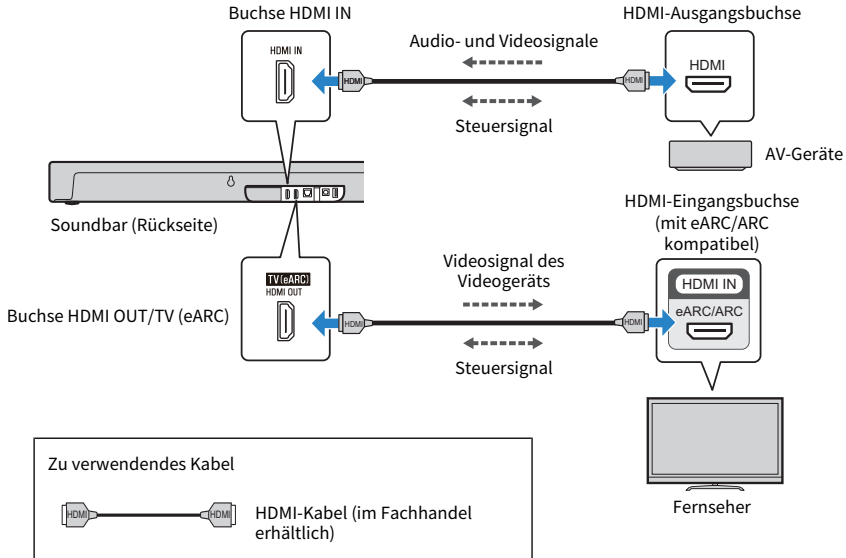 Buchse HDMI IN
HDMI-Ausgangsbuchse
HDMI IN
HDMI
Audio- und Videosignale
HDMI
HDMI
Steuersignal
AV-Geräte
Soundbar (Rückseite)
HDMI-Eingangsbuchse
(mit eARC/ARC
kompatibel)
TV(eARC)
HDMI OUT
Buchse HDMI OUT/TV (eARC)
HDMI
Videosignal des
Videogeräts
HDMI
Steuersignal
HDMI IN
eARC/ARC
Fernseher
Zu verwendendes Kabel
HDMI
HDMI
HDMI-Kabel (im Fachhandel
erhältlich)